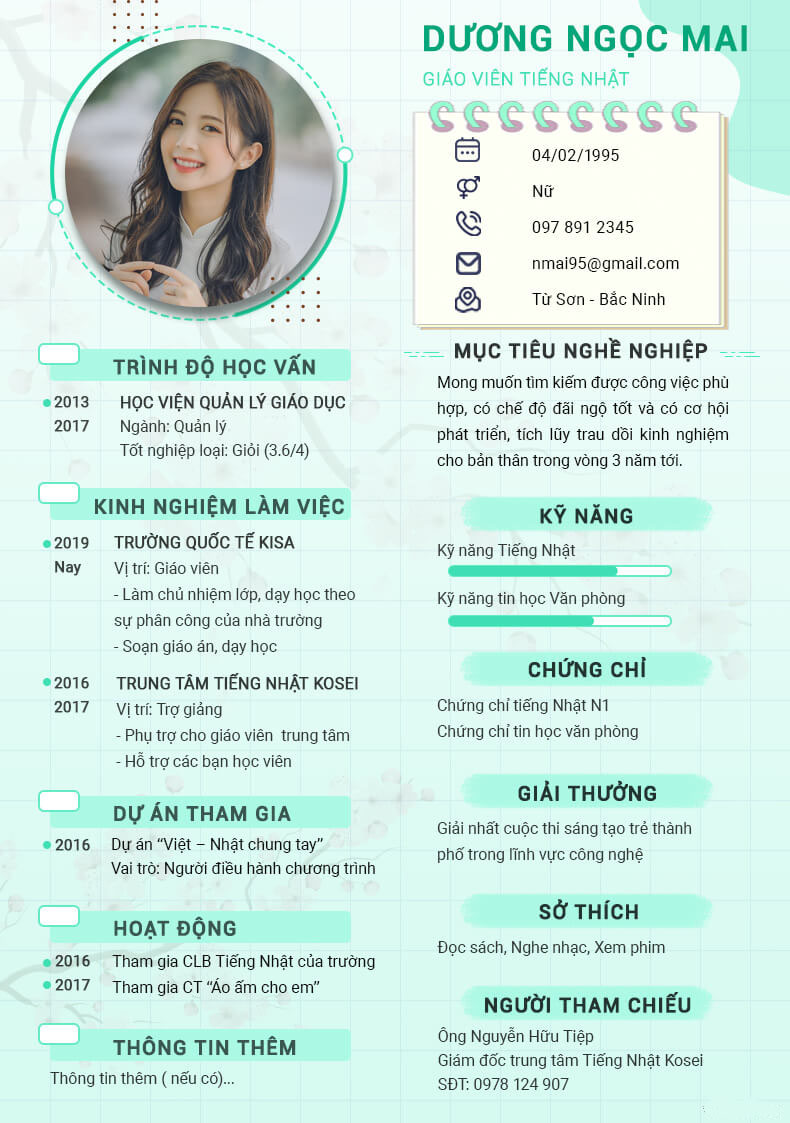 DƯƠNG NGỌC MAI
GIÁO VIÊN TIẾNG NHẬT
04/02/1995
Nữ
097 891 2345
nmai95@gmail.com
Từ Sơn - Bắc Ninh
TRÌNH ĐỘ HỌC VẤN
2013 HỌC VIỆN QUẢN LÝ GIÁO DỤC
2017 Ngành: Quản lý
Tốt nghiệp loại: Giỏi (3.6/4)
KINH NGHIỆM LÀM VIỆC
2019 TRƯỜNG QUỐC TẾ KISA
Nay Vị trí: Giáo viên
- Làm chủ nhiệm lớp, dạy học theo
sự phân công của nhà trường
- Soạn giáo án, dạy học
2016 TRUNG TÂM TIẾNG NHẬT KOSEI
2017 Vị trí: Trợ giảng
- Phụ trợ cho giáo viên trung tâm
- Hỗ trợ các bạn học viên
DỰ ÁN THAM GIA
2016 Dự án “Việt – Nhật chung tay”
Vai trò: Người điều hành chương trình
HOẠT ĐỘNG
2016 Tham gia CLB Tiếng Nhật của trường
2017 Tham gia CT “Áo ấm cho em”
THÔNG TIN THÊM
Thông tin thêm ( nếu có)...
MỤC TIÊU NGHỀ NGHIỆP
Mong muốn tìm kiếm được công việc phù
hợp, có chế độ đãi ngộ tốt và có cơ hội
phát triển, tích lũy trau dồi kinh nghiệm
cho bản thân trong vòng 3 năm tới.
KỸ NĂNG
Kỹ năng Tiếng Nhật
Kỹ năng tin học Văn phòng
CHỨNG CHỈ
Chứng chỉ tiếng Nhật N1
Chứng chỉ tin học văn phòng
GIẢI THƯỞNG
Giải nhất cuộc thi sáng tạo trẻ thành
phố trong lĩnh vực công nghệ
SỞ THÍCH
Đọc sách, Nghe nhạc, Xem phim
NGƯỜI THAM CHIẾU
Ông Nguyễn Hữu Tiệp
Giám đốc trung tâm Tiếng Nhật Kosei
SĐT: 0978 124 907